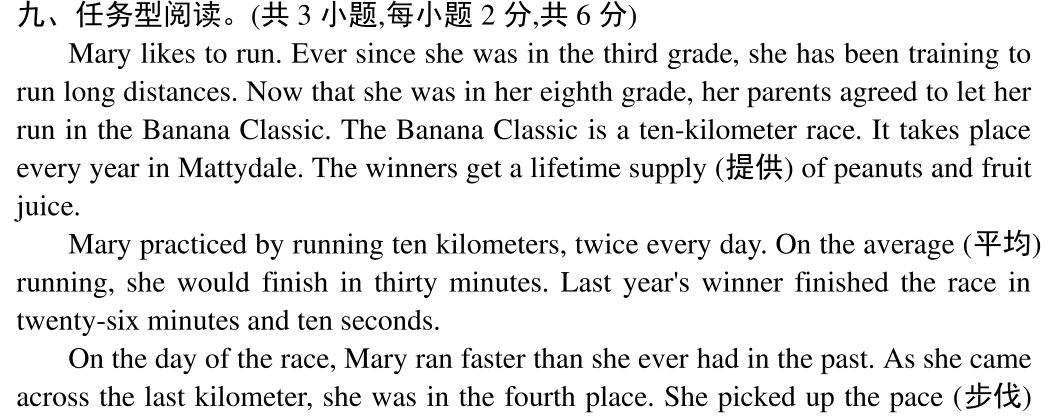 九、任务型阅读。(共 3 小题,每小题 2 分,共 6 分)
Mary likes to run. Ever since she was in the third grade, she has been training to
run long distances. Now that she was in her eighth grade, her parents agreed to let her
run in the Banana Classic. The Banana Classic is a ten-kilometer race. It takes place
every year in Mattydale. The winners get a lifetime supply (提供) of peanuts and fruit
juice.
Mary practiced by running ten kilometers, twice every day. On the average (平均)
running, she would finish in thirty minutes. Last year's winner finished the race in
twenty-six minutes and ten seconds.
On the day of the race, Mary ran faster than she ever had in the past. As she came
across the last kilometer, she was in the fourth place. She picked up the pace (步伐)